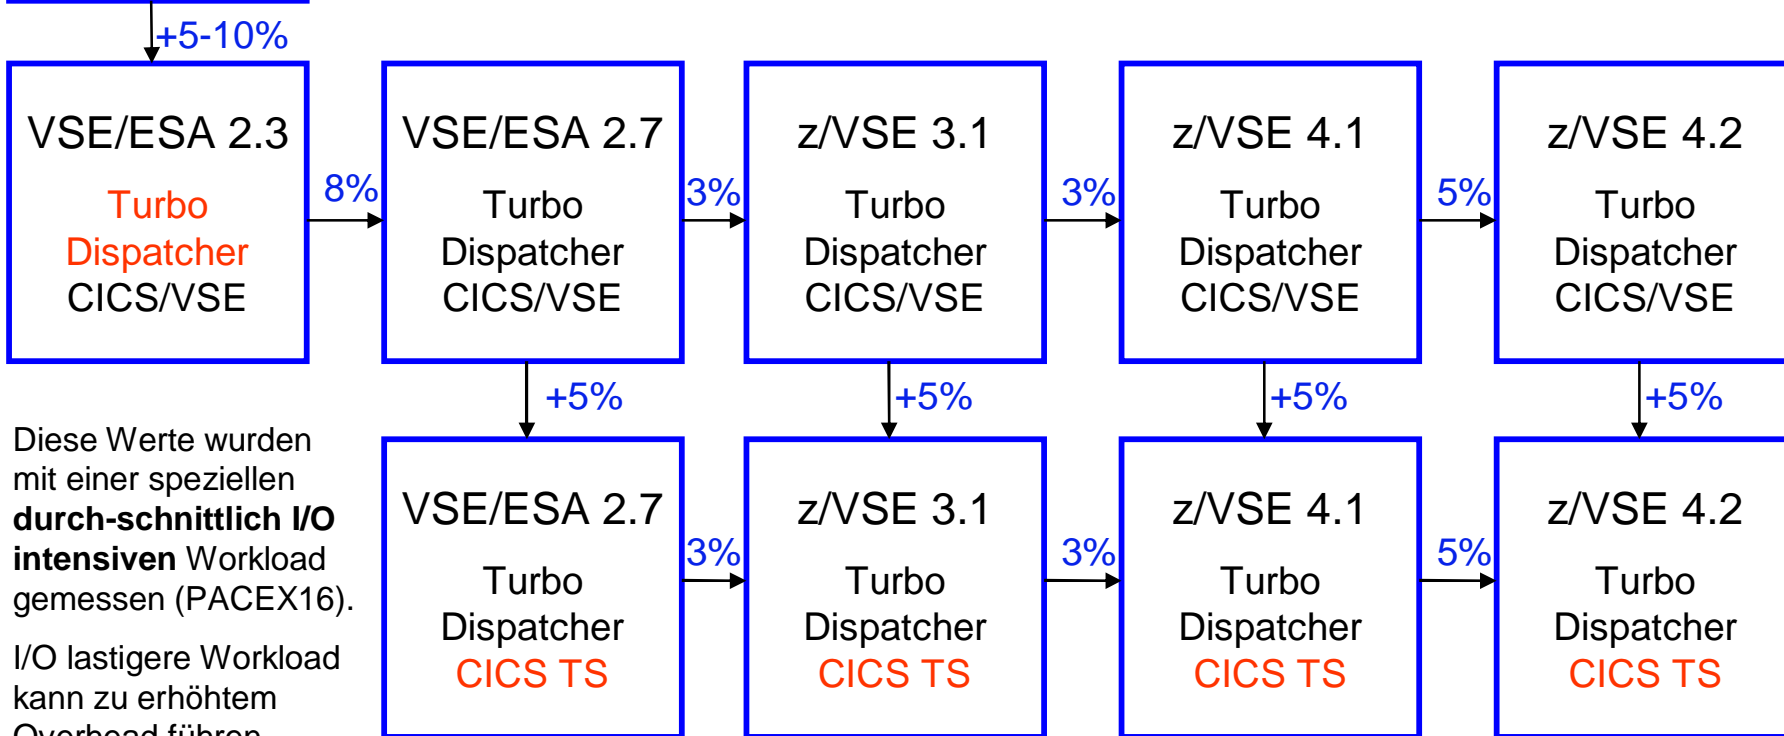 +5-10%
VSE/ESA 2.3
Turbo
Dispatcher
CICS/VSE
8%
VSE/ESA 2.7
Turbo
Dispatcher
CICS/VSE
3%
z/VSE 3.1
Turbo
Dispatcher
CICS/VSE
3%
z/VSE 4.1
Turbo
Dispatcher
CICS/VSE
5%
z/VSE 4.2
Turbo
Dispatcher
CICS/VSE
+5%
+5%
+5%
+5%
Diese Werte wurden
mit einer speziellen
durch-schnittlich I/O
intensiven Workload
gemessen (PACEX16).
I/O lastigere Workload
kann zu erhöhtem
Overhead führen
VSE/ESA 2.7
Turbo
Dispatcher
CICS TS
3%
z/VSE 3.1
Turbo
Dispatcher
CICS TS
3%
z/VSE 4.1
Turbo
Dispatcher
CICS TS
5%
z/VSE 4.2
Turbo
Dispatcher
CICS TS